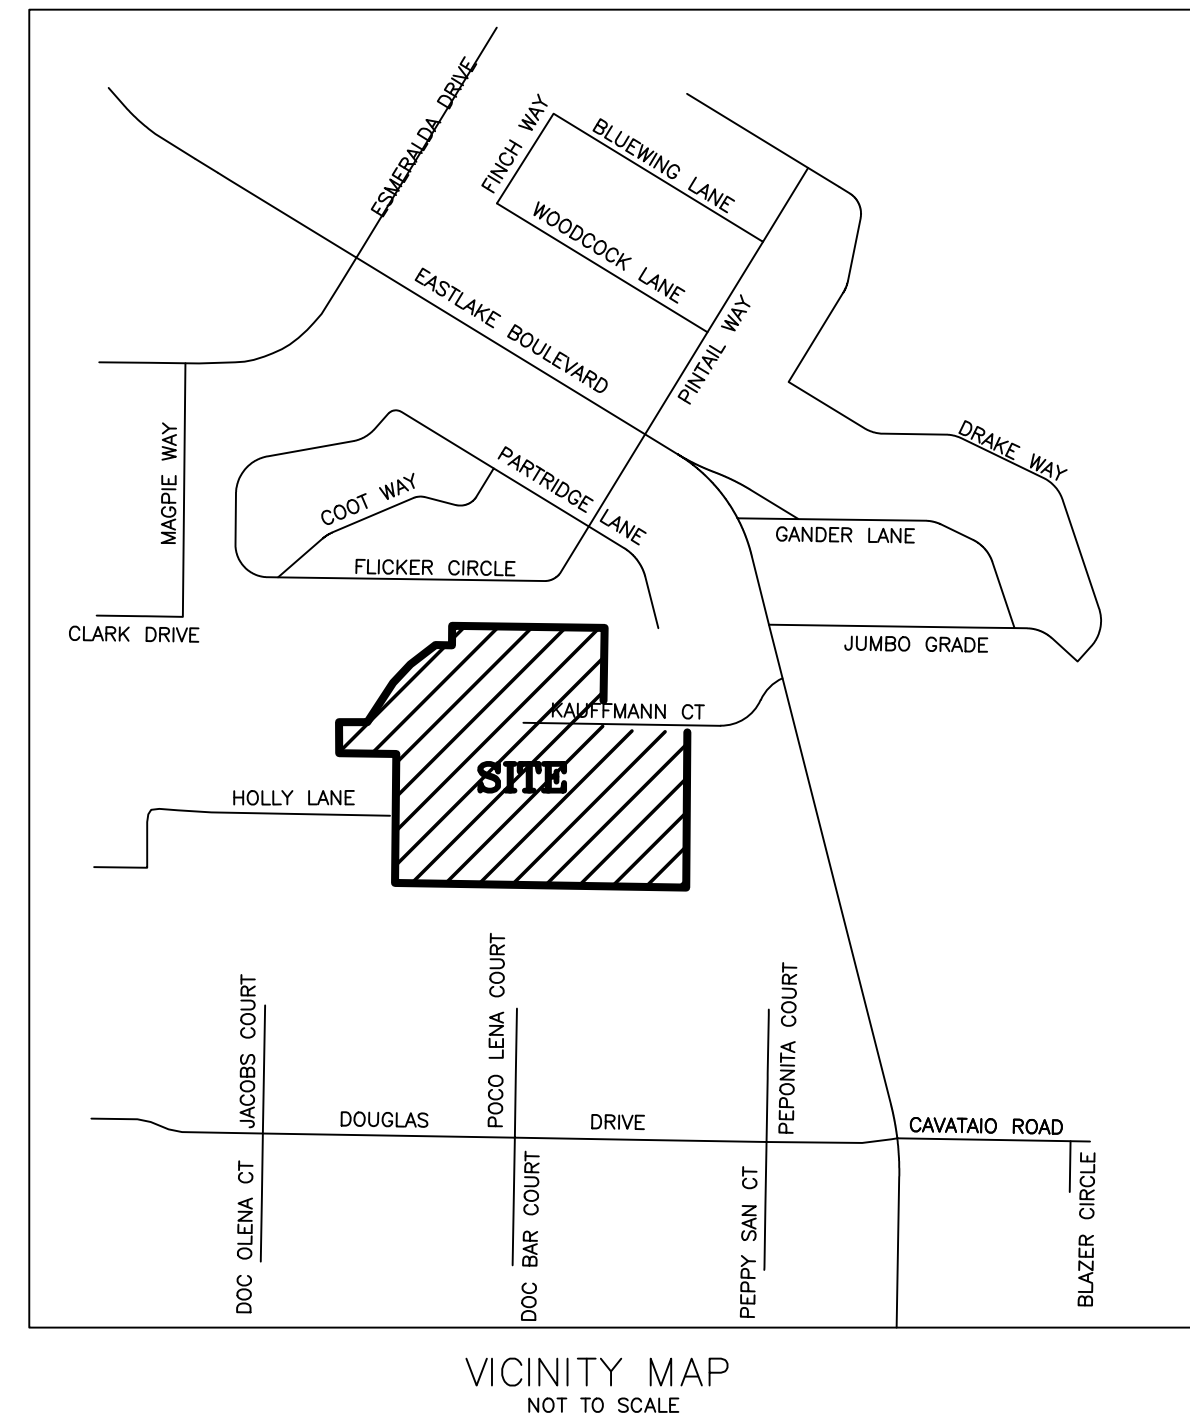 ESMERALDA DRIVE
FINCH WAY
BLUEWING LANE
WOODCOCK LANE
EASTLAKE BOULEVARD
PINTAIL WAY
MAGPIE WAY
COOT WAY
PARTRIDGE LANE
DRAKE WAY
GANDER LANE
FLICKER CIRCLE
CLARK DRIVE
JUMBO GRADE
KAUFFMANN CT
SITE
HOLLY LANE
JACOBS COURT
POCO LENA COURT
PEPONITA COURT
DOUGLAS DRIVE
CAVATAIO ROAD
DOC OLENA CT
DOC BAR COURT
PEPPY SAN CT
BLAZER CIRCLE
VICINITY MAP
NOT TO SCALE